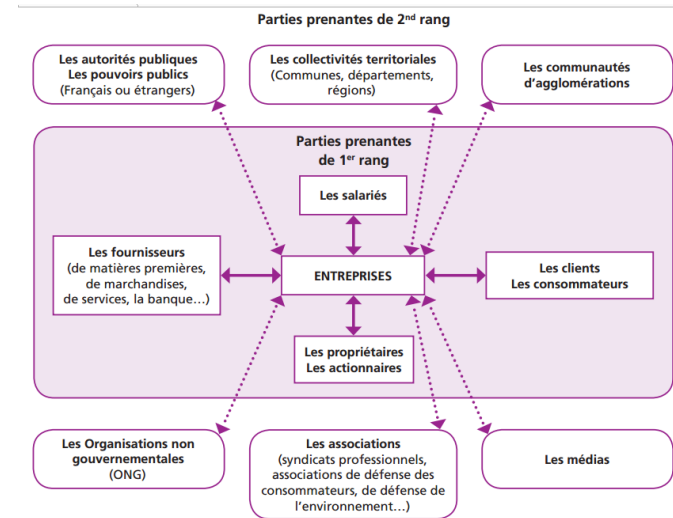 Parties prenantes de 2nd rang
Les autorités publiques
Les pouvoirs publics
(Français ou étrangers)
Les collectivités territoriales
(Communes, départements,
régions)
Les communautés
d'agglomérations
Parties prenantes
de 1er rang
Les salariés
Les fournisseurs
(de matières premières,
de marchandises,
de services, la banque…)
ENTREPRISES
Les clients
Les consommateurs
Les propriétaires
Les actionnaires
Les Organisations non
gouvernementales
(ONG)
Les associations
(syndicats professionnels,
associations de défense des
consommateurs, de défense de
l'environnement…)
Les médias